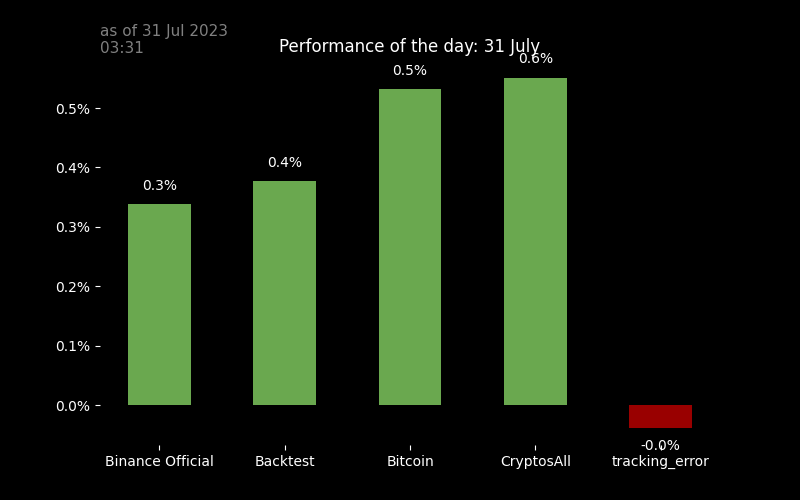 as of 31 Jul 2023
03:31
Performance of the day: 31 July
0.6%
0.5%
0.4%
0.3%
-0.0%
0.5%
0.4%
0.3%
0.2%
0.1%
0.0%
Binance Official
Backtest
Bitcoin
CryptosAll
tracking_error